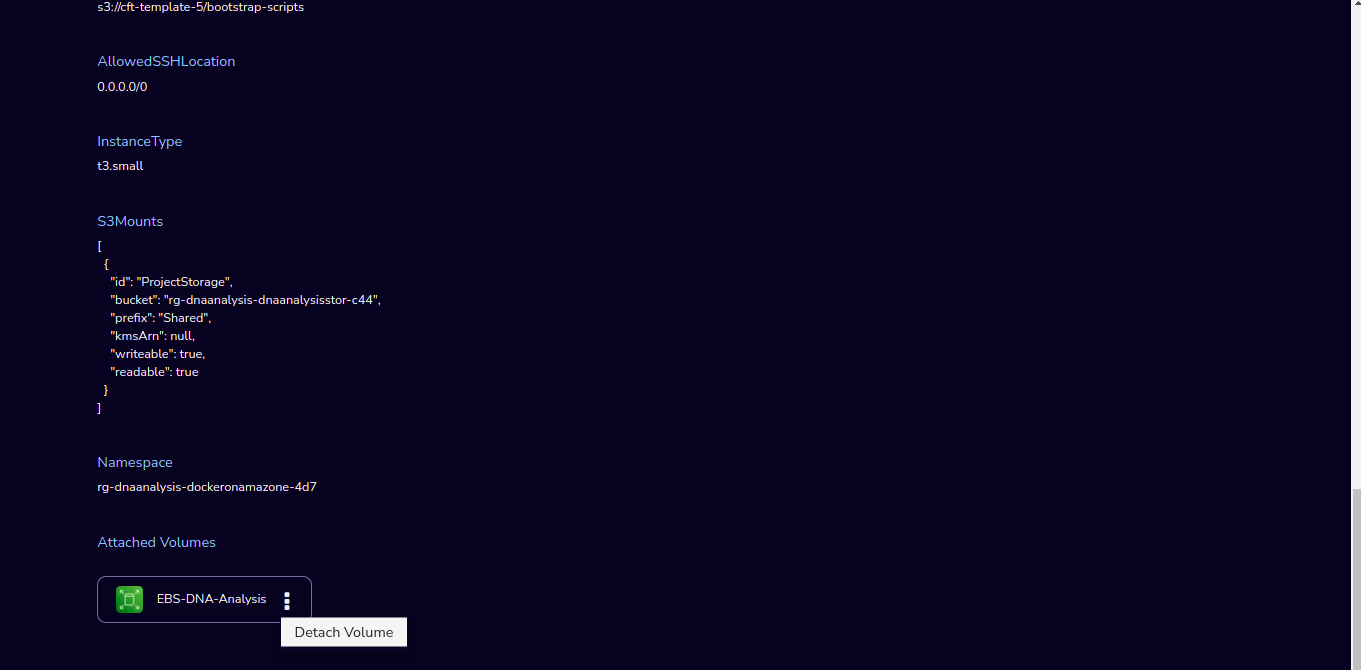 s3://cft-template-5/bootstrap-scripts
AllowedSSHLocation
0.0.0.0/0
InstanceType
t3.small
S3Mounts
[
  {
    "id": "ProjectStorage",
    "bucket": "rg-dnaanalysis-dnaanalysisstor-c44",
    "prefix": "Shared",
    "kmsArn": null,
    "writeable": true,
    "readable": true
  }
]
Namespace
rg-dnaanalysis-dockeronamazone-4d7
Attached Volumes
EBS-DNA-Analysis
Detach Volume